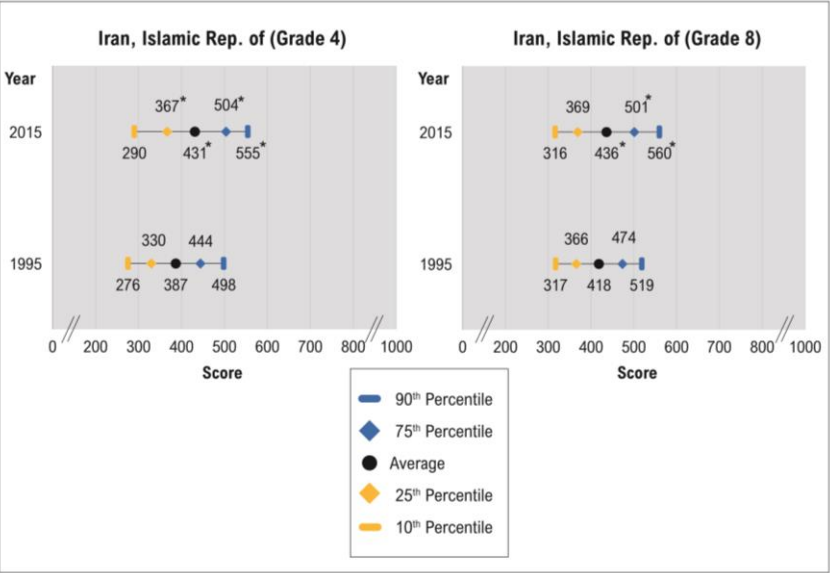 Iran, Islamic Rep. of (Grade 4)
Year
367* 504*
2015
290 431* 555*
330 444
1995
276 387 498
0 200 300 400 500 600 700 800 1000
Score
Iran, Islamic Rep. of (Grade 8)
Year
369 501*
2015
316 436* 560*
366 474
1995
317 418 519
0 200 300 400 500 600 700 800 1000
Score
90th Percentile
75th Percentile
Average
25th Percentile
10th Percentile